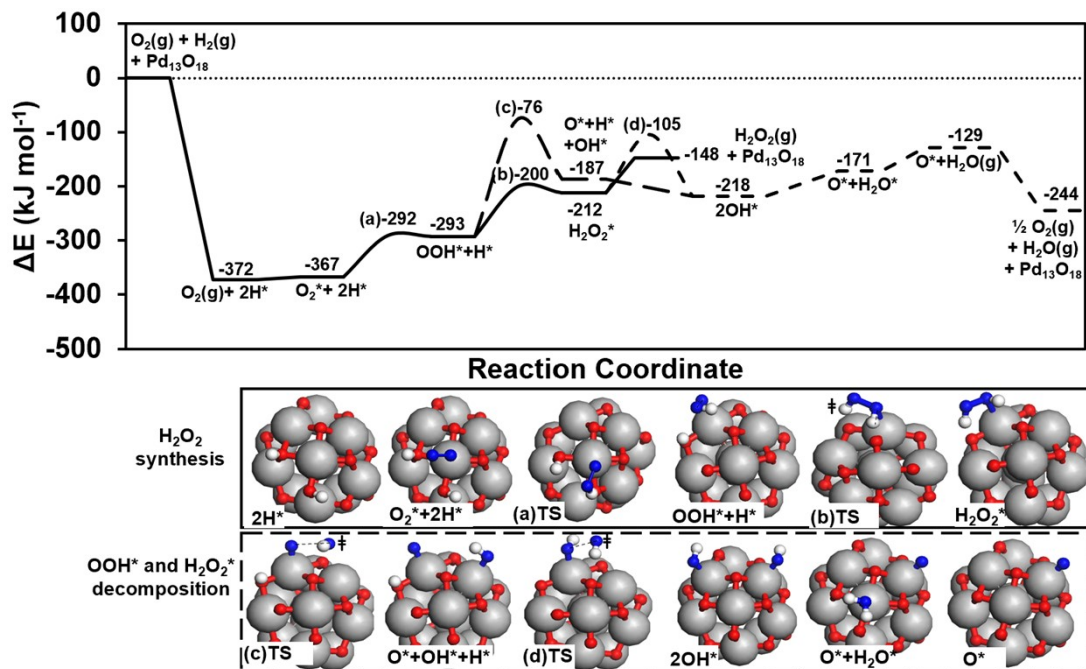 100
0
-100
-200
-300
-400
-500
ΔE (kJ mol⁻¹)
O₂(g) + H₂(g)
+ Pd₁₃O₁₈
-372
O₂(g)+ 2H*
-367
O₂*+ 2H*
(a)-292
-293
OOH*+H*
(c)-76
(b)-200
O*+H*
+OH*
-187
-212
H₂O₂*
(d)-105
-148
H₂O₂(g)
+ Pd₁₃O₁₈
-218
2OH*
-171
O*+H₂O*
-129
O*+H₂O(g)
-244
½ O₂(g)
+ H₂O(g)
+ Pd₁₃O₁₈
Reaction Coordinate
H₂O₂
synthesis
2H*
O₂*+2H*
(a)TS
OOH*+H*
‡
(b)TS
H₂O₂*
OOH* and H₂O₂*
decomposition
‡
(c)TS
O*+OH*+H*
‡
(d)TS
2OH*
O*+H₂O*
O*